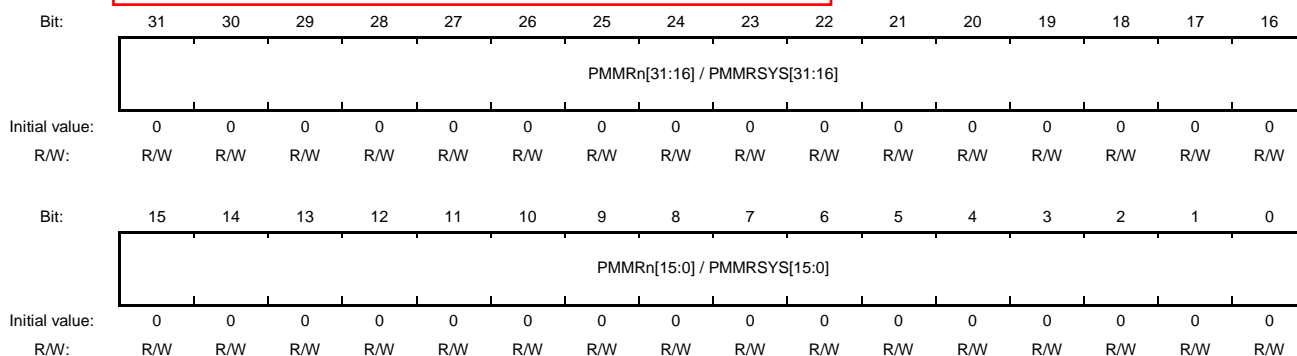 Bit: 31 30 29 28 27 26 25 24 23 22 21 20 19 18 17 16
PMMRn[31:16] / PMMRSYS[31:16]
Initial value: 0 0 0 0 0 0 0 0 0 0 0 0 0 0 0 0
R/W: R/W R/W R/W R/W R/W R/W R/W R/W R/W R/W R/W R/W R/W R/W R/W R/W
Bit: 15 14 13 12 11 10 9 8 7 6 5 4 3 2 1 0
PMMRn[15:0] / PMMRSYS[15:0]
Initial value: 0 0 0 0 0 0 0 0 0 0 0 0 0 0 0 0
R/W: R/W R/W R/W R/W R/W R/W R/W R/W R/W R/W R/W R/W R/W R/W R/W R/W